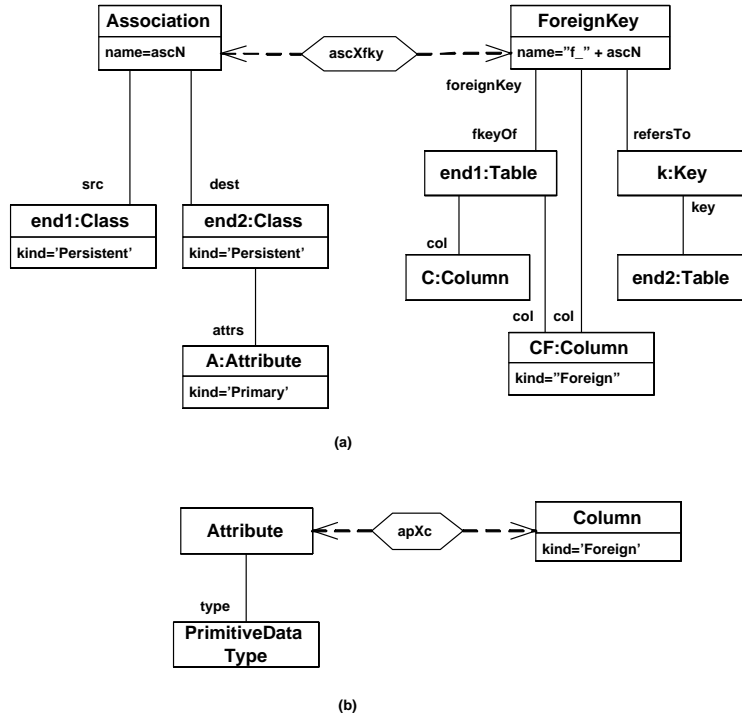 Association
name=ascN
ascXfky
ForeignKey
name=”f_” + ascN
foreignKey
fkeyOf
refersTo
src
dest
end1:Class
kind=’Persistent’
end2:Class
kind=’Persistent’
end1:Table
k:Key
key
col
C:Column
end2:Table
attrs
col
col
A:Attribute
kind=’Primary’
CF:Column
kind=”Foreign”
(a)
Attribute
apXc
Column
kind=’Foreign’
type
PrimitiveData
Type
(b)